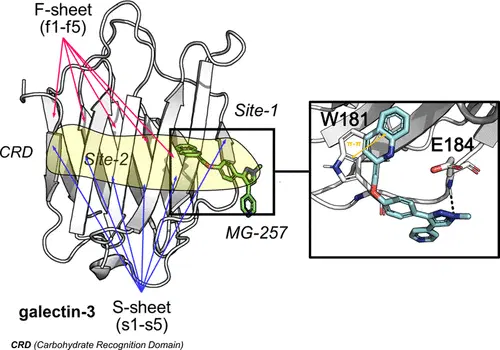 F-sheet
(f1-f5)
Site-1
CRD
Site-2
MG-257
W181
π-π
E184
galectin-3
S-sheet
(s1-s5)
CRD (Carbohydrate Recognition Domain)